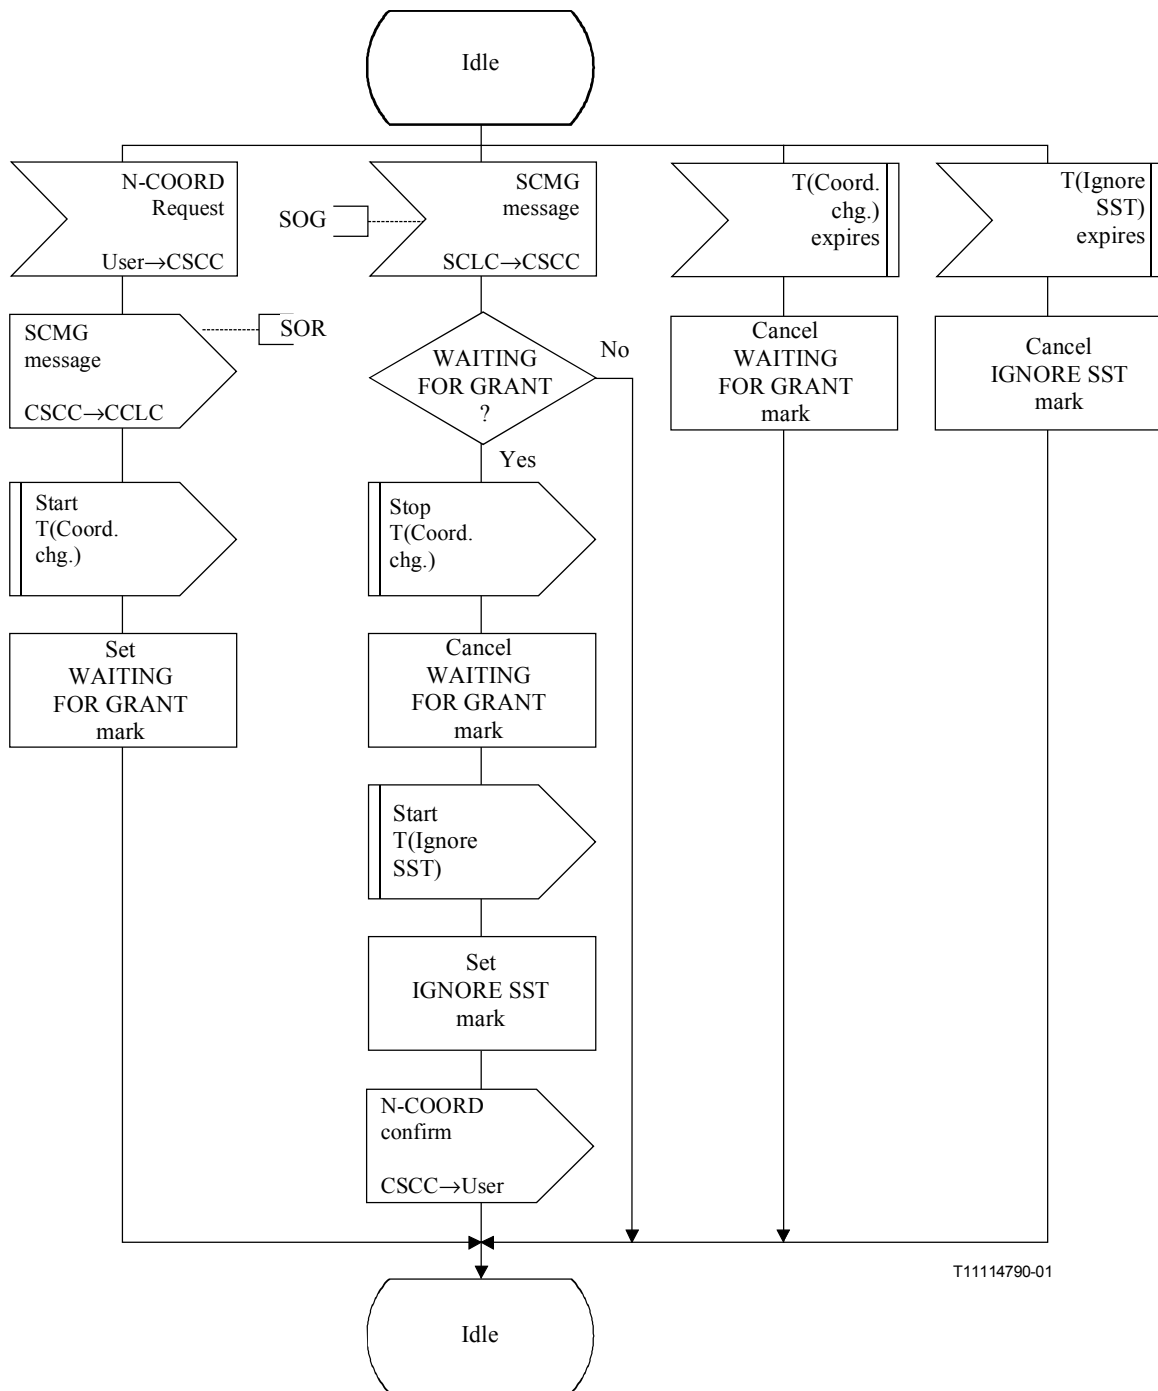 Idle
N-COORD
Request
User→CSCC
SOG
SCMG
message
SCLC→CSCC
T(Coord.
chg.)
expires
T(Ignore
SST)
expires
SCMG
message
CSCC→CCLC
SOR
WAITING
FOR GRANT
?
No
Yes
Cancel
WAITING
FOR GRANT
mark
Cancel
IGNORE SST
mark
Start
T(Coord.
chg.)
Stop
T(Coord.
chg.)
Set
WAITING
FOR GRANT
mark
Cancel
WAITING
FOR GRANT
mark
Start
T(Ignore
SST)
Set
IGNORE SST
mark
N-COORD
confirm
CSCC→User
T11114790-01
Idle